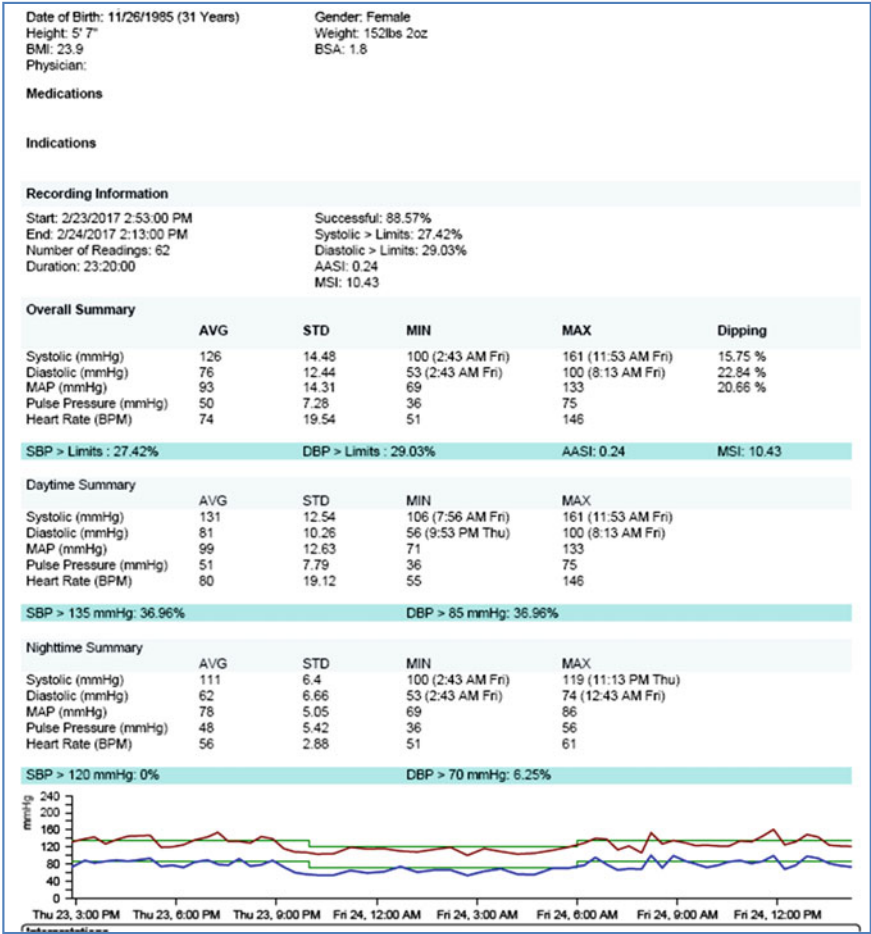 Date of Birth: 11/26/1985 (31 Years) Gender: Female
Height: 5' 7" Weight: 152lbs 2oz
BMI: 23.9 BSA: 1.8
Physician:
Medications
Indications
Recording Information
Start: 2/23/2017 2:53:00 PM Successful: 88.57%
End: 2/24/2017 2:13:00 PM Systolic > Limits: 27.42%
Number of Readings: 62 Diastolic > Limits: 29.03%
Duration: 23:20:00 AASI: 0.24
MSI: 10.43
Overall Summary
AVG STD MIN MAX Dipping
Systolic (mmHg) 126 14.48 100 (2:43 AM Fri) 161 (11:53 AM Fri) 15.75 %
Diastolic (mmHg) 76 12.44 53 (2:43 AM Fri) 100 (8:13 AM Fri) 22.84 %
MAP (mmHg) 93 14.31 69 133 20.66 %
Pulse Pressure (mmHg) 50 7.28 36 75
Heart Rate (BPM) 74 19.54 51 146
SBP > Limits : 27.42% DBP > Limits : 29.03% AASI: 0.24 MSI: 10.43
Daytime Summary
AVG STD MIN MAX
Systolic (mmHg) 131 12.54 106 (7:56 AM Fri) 161 (11:53 AM Fri)
Diastolic (mmHg) 81 10.26 56 (9:53 PM Thu) 100 (8:13 AM Fri)
MAP (mmHg) 99 12.63 71 133
Pulse Pressure (mmHg) 51 7.79 36 75
Heart Rate (BPM) 80 19.12 55 146
SBP > 135 mmHg: 36.96% DBP > 85 mmHg: 36.96%
Nighttime Summary
AVG STD MIN MAX
Systolic (mmHg) 111 6.4 100 (2:43 AM Fri) 119 (11:13 PM Thu)
Diastolic (mmHg) 62 6.66 53 (2:43 AM Fri) 74 (12:43 AM Fri)
MAP (mmHg) 78 5.05 69 86
Pulse Pressure (mmHg) 48 5.42 36 56
Heart Rate (BPM) 56 2.88 51 61
SBP > 120 mmHg: 0% DBP > 70 mmHg: 6.25%
mmHg
240
200
160
120
80
40
0
Thu 23, 3:00 PM Thu 23, 6:00 PM Thu 23, 9:00 PM Fri 24, 12:00 AM Fri 24, 3:00 AM Fri 24, 6:00 AM Fri 24, 9:00 AM Fri 24, 12:00 PM